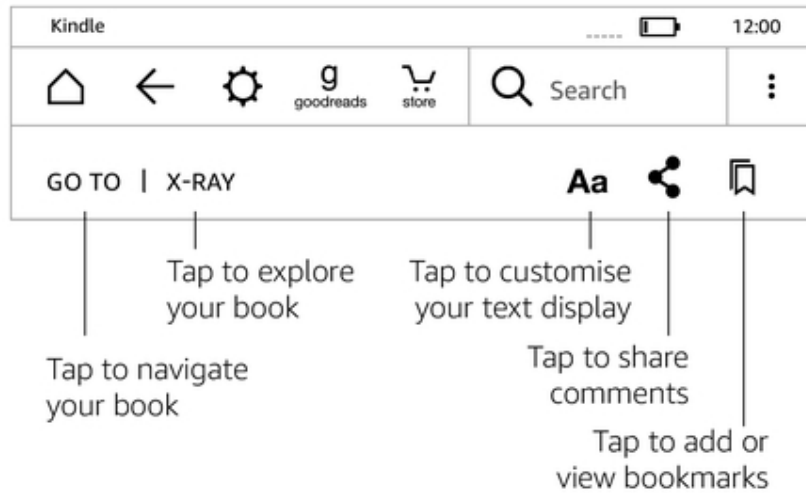 Kindle 12:00
g
goodreads
store
Search
GO TO | X-RAY Aa
Tap to explore
your book
Tap to customise
your text display
Tap to navigate
your book
Tap to share
comments
Tap to add or
view bookmarks